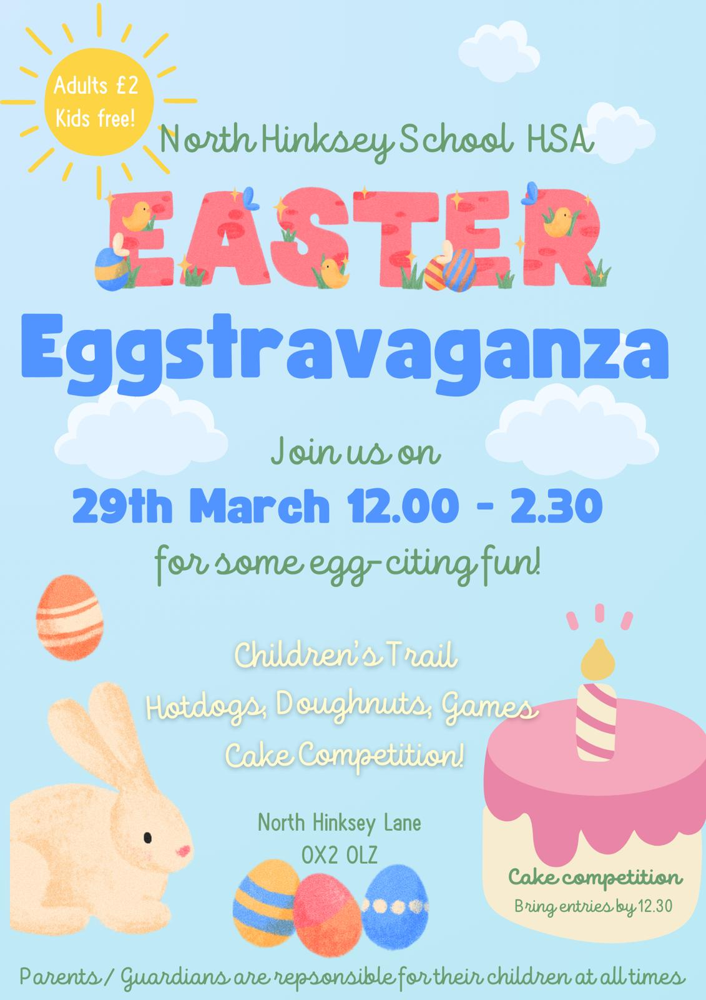 Adults £2
Kids free!
North Hinksey School HSA
EASTER
Eggstravaganza
Join us on
29th March 12.00 - 2.30
for some egg-citing fun!
Children's Trail
Hotdogs, Doughnuts, Games
Cake Competition!
North Hinksey Lane
OX2 0LZ
Cake competition
Bring entries by 12.30
Parents / Guardians are repsonsible for their children at all times